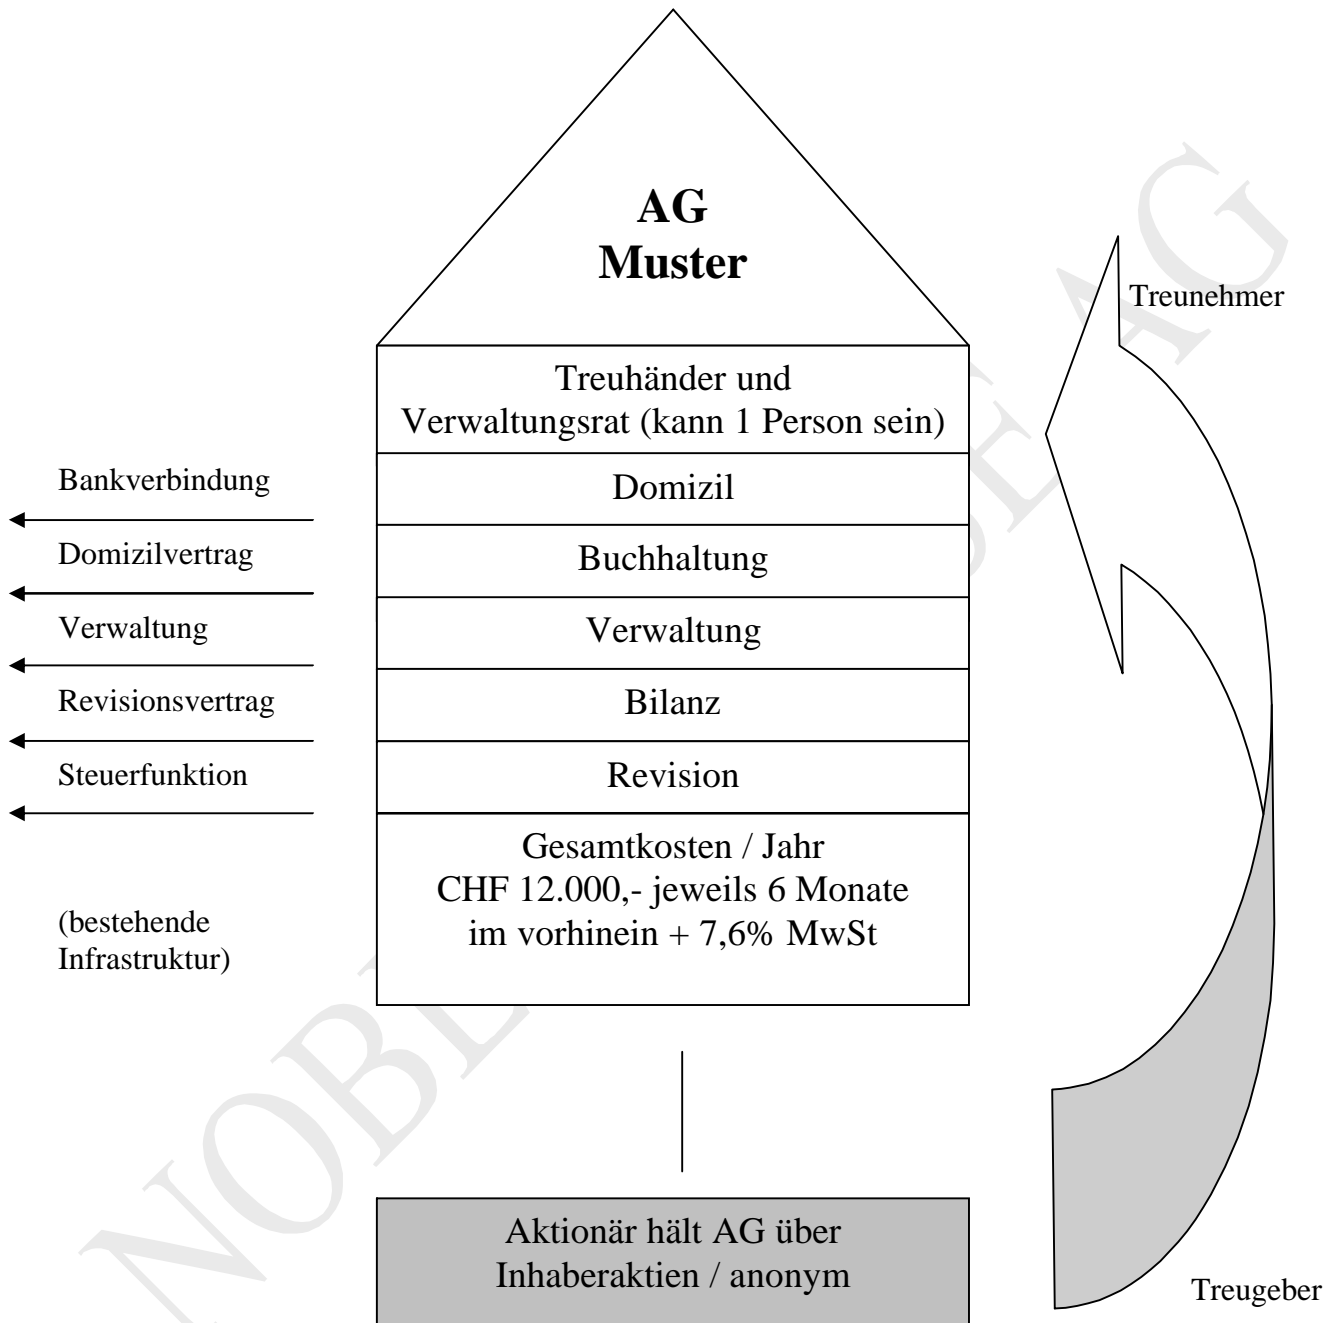 AG
Muster
Treunehmer
Treuhänder und
Verwaltungsrat (kann 1 Person sein)
Bankverbindung
Domizil
Domizilvertrag
Buchhaltung
Verwaltung
Verwaltung
Revisionsvertrag
Bilanz
Steuerfunktion
Revision
Gesamtkosten / Jahr
CHF 12.000,- jeweils 6 Monate
im vorhinein + 7,6% MwSt
(bestehende
Infrastruktur)
Aktionär hält AG über
Inhaberaktien / anonym
Treugeber